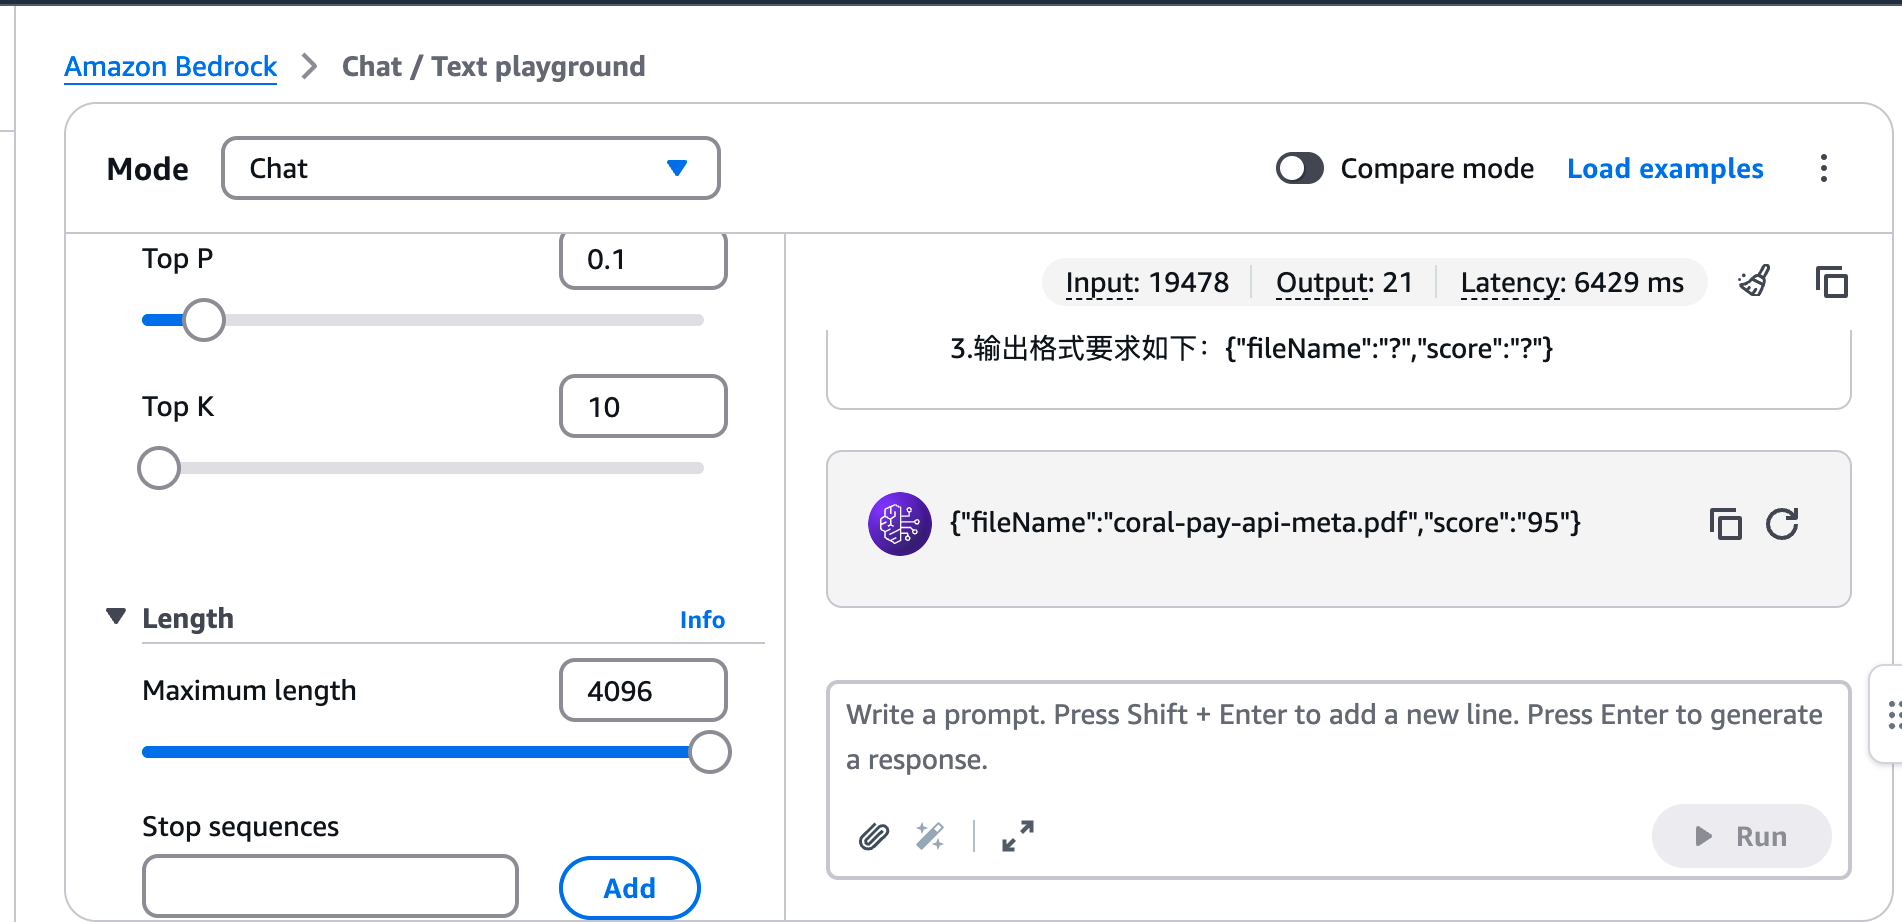 Amazon Bedrock > Chat / Text playground
Mode
Chat
Compare mode
Load examples
Top P
0.1
Top K
10
Length
Info
Maximum length
4096
Stop sequences
Add
Input: 19478
Output: 21
Latency: 6429 ms
3.输出格式要求如下：{"fileName":"?","score":"?"}
{"fileName":"coral-pay-api-meta.pdf","score":"95"}
Write a prompt. Press Shift + Enter to add a new line. Press Enter to generate
a response.
Run